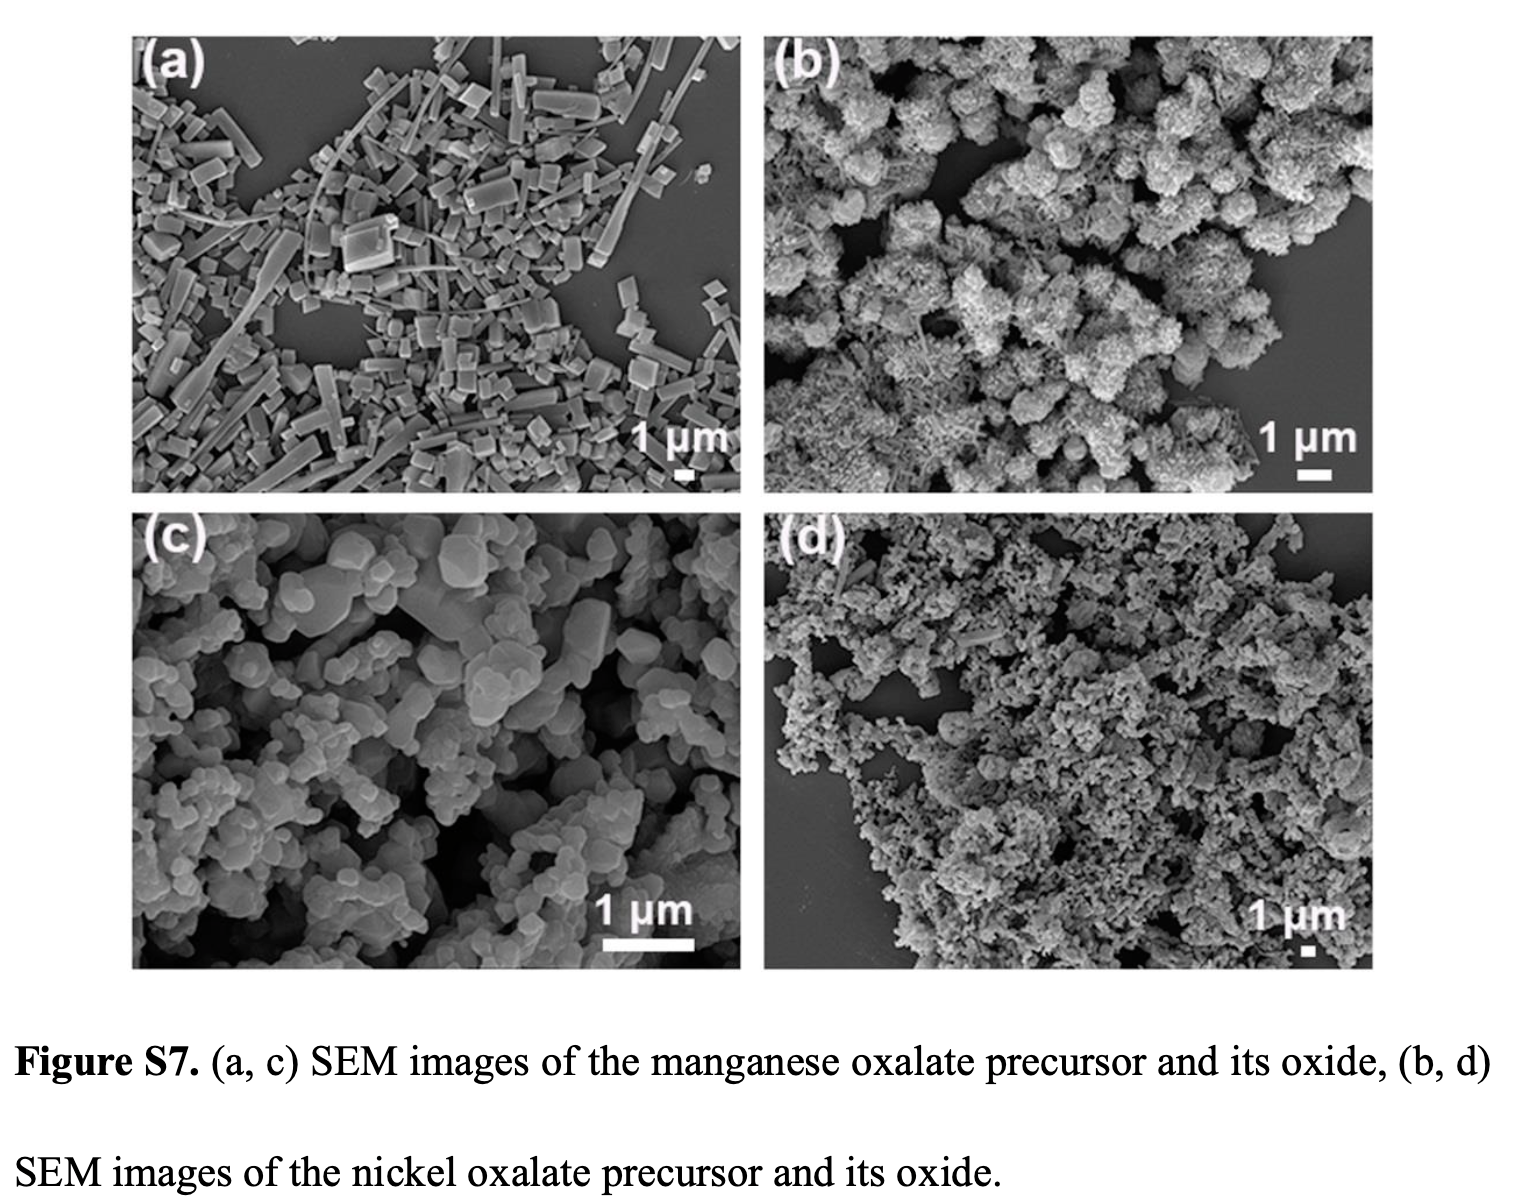 (a)
(b)
1 μm
1 μm
(c)
(d)
1 μm
1 μm
Figure S7. (a, c) SEM images of the manganese oxalate precursor and its oxide, (b, d)
SEM images of the nickel oxalate precursor and its oxide.